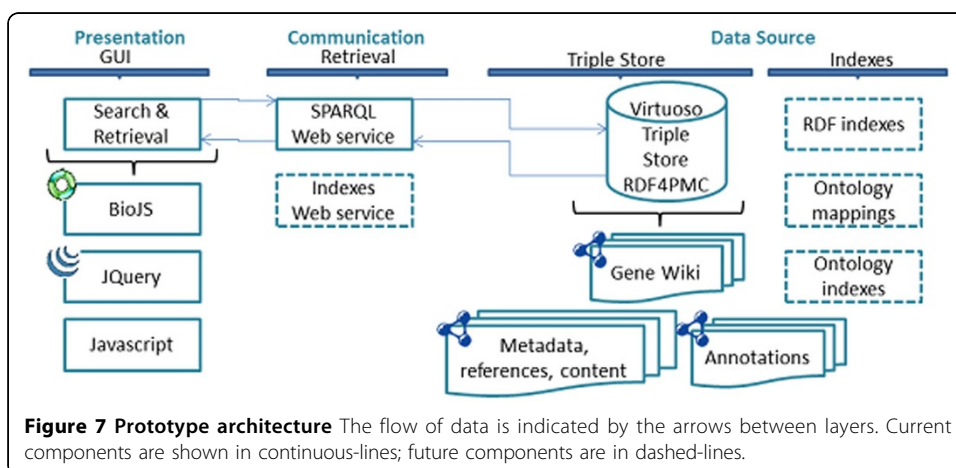 Presentation
GUI
Communication
Retrieval
Data Source
Triple Store
Indexes
Search &
Retrieval
SPARQL
Web service
Virtuoso
Triple
Store
RDF4PMC
RDF indexes
BioJS
Indexes
Web service
Ontology
mappings
JQuery
Gene Wiki
Ontology
indexes
Javascript
Metadata,
references, content
Annotations
Figure 7 Prototype architecture The flow of data is indicated by the arrows between layers. Current
components are shown in continuous-lines; future components are in dashed-lines.